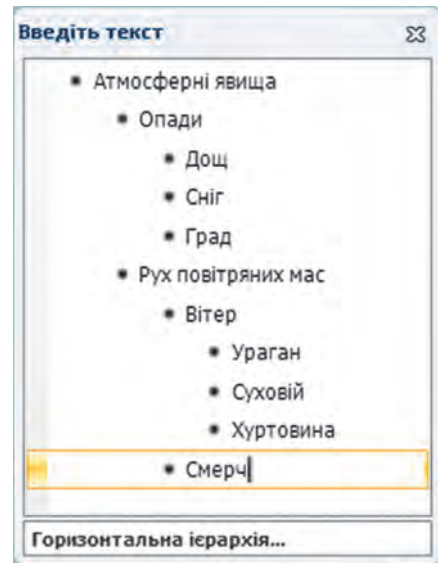 Введіть текст
Атмосферні явища
Опади
Дощ
Сніг
Град
Рух повітряних мас
Вітер
Ураган
Суховій
Хуртовина
Смерч
Горизонтальна ієрархія...